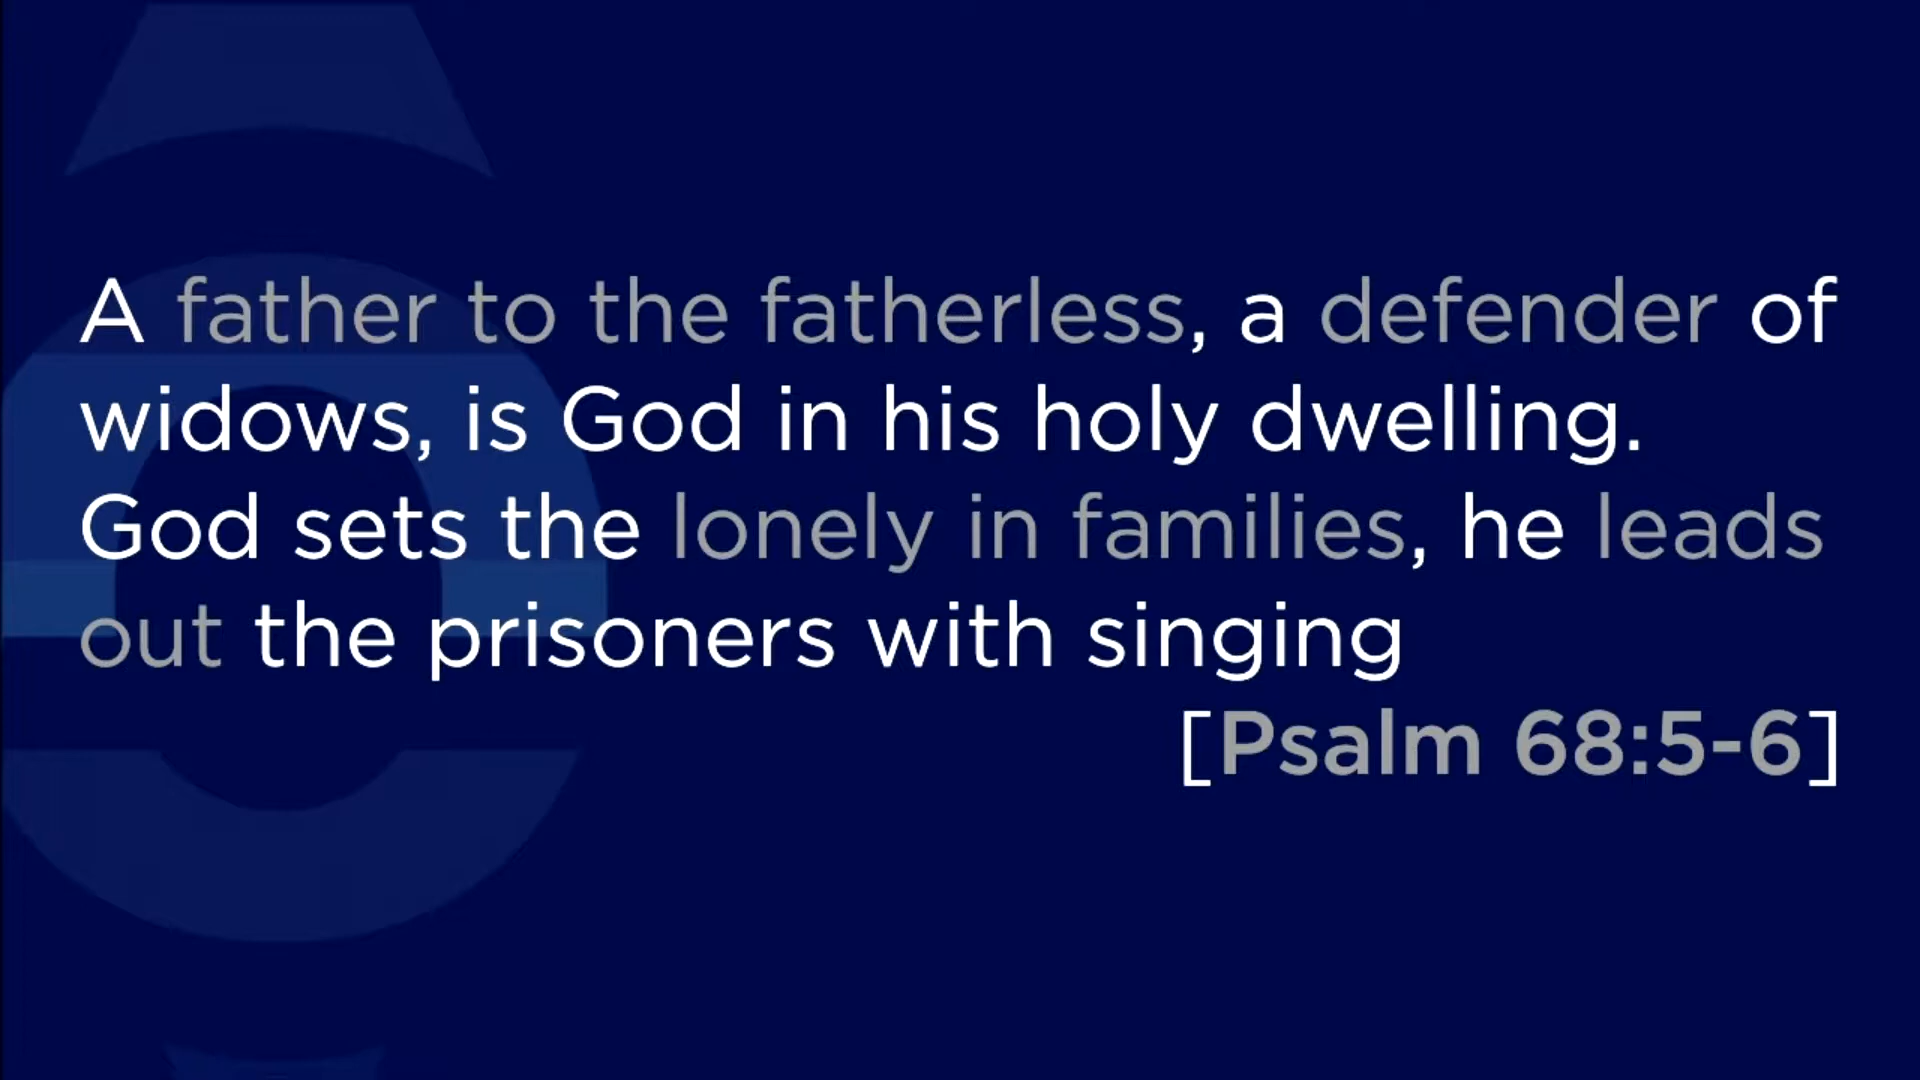 A father to the fatherless, a defender of
widows, is God in his holy dwelling.
God sets the lonely in families, he leads
out the prisoners with singing
[Psalm 68:5-6]